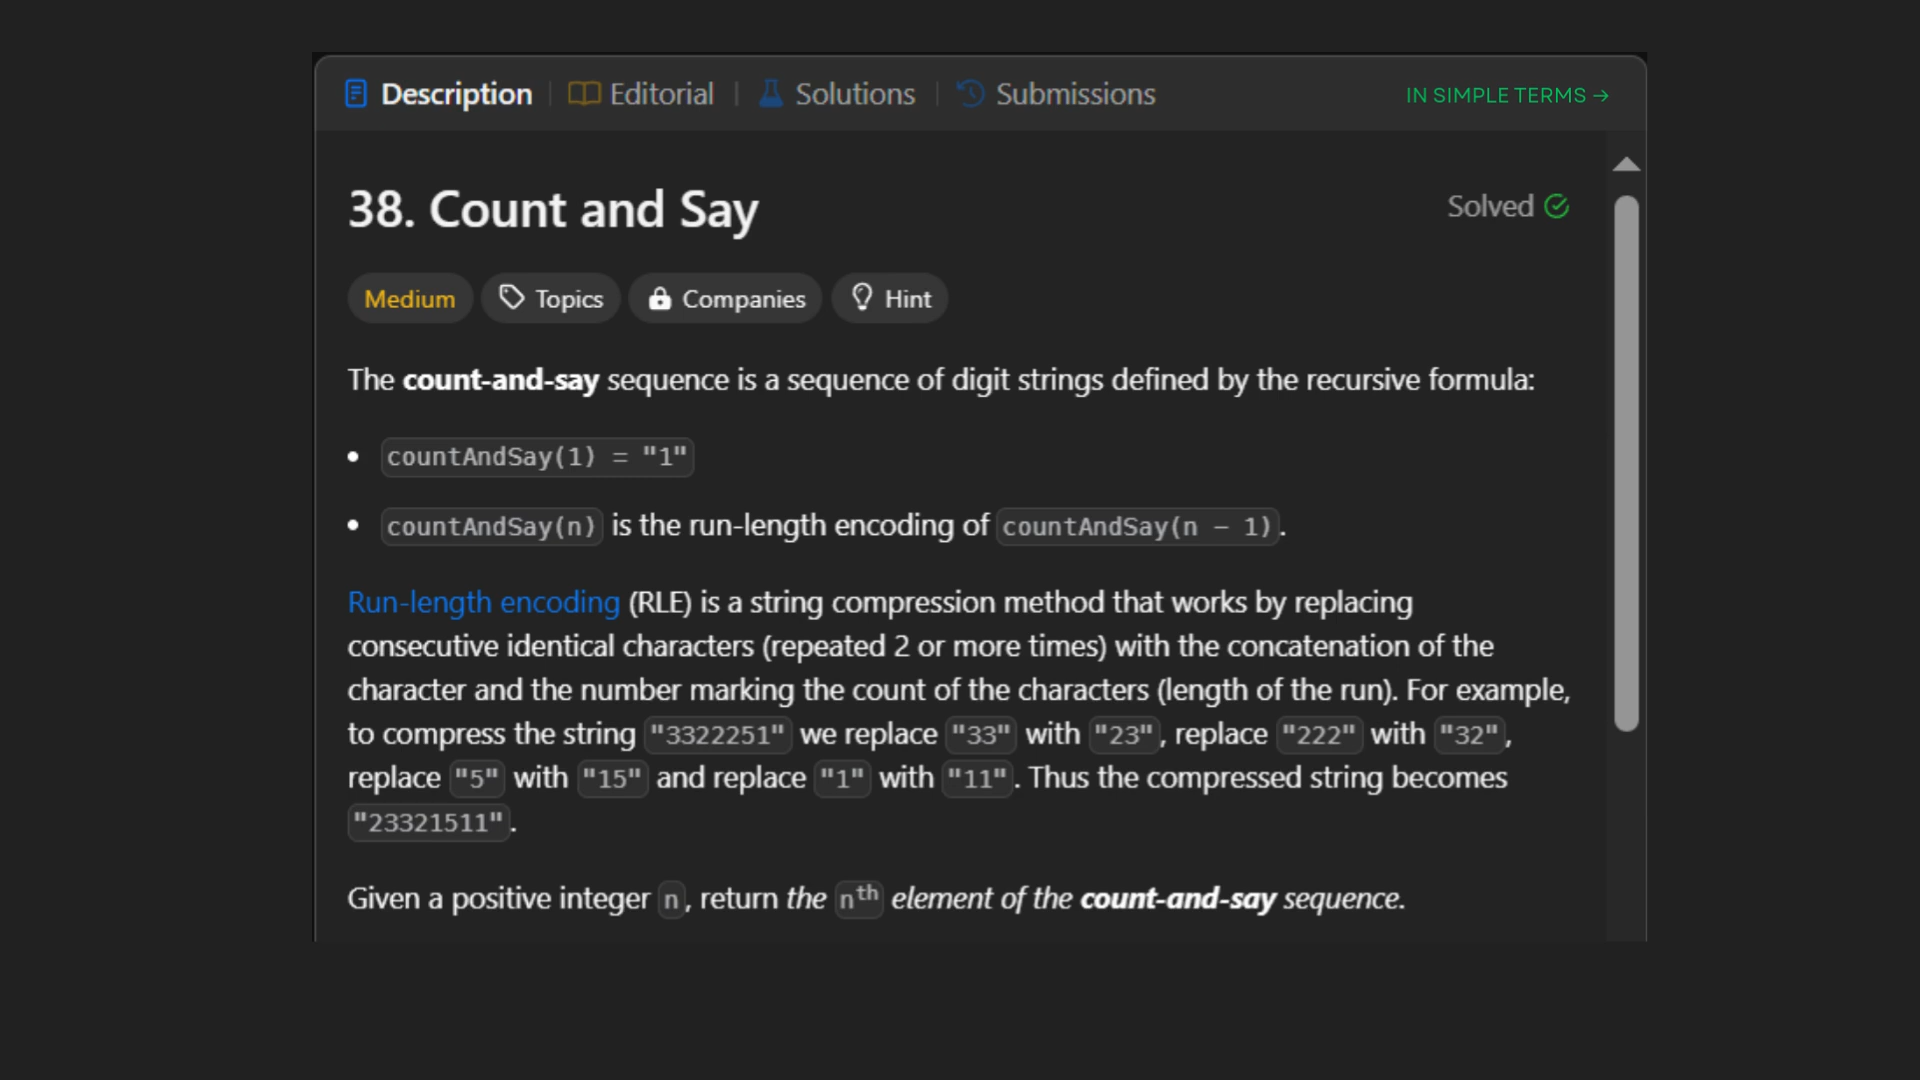 Description | Editorial | Solutions | Submissions IN SIMPLE TERMS →
38. Count and Say Solved
Medium Topics Companies Hint
The count-and-say sequence is a sequence of digit strings defined by the recursive formula:
• countAndSay(1) = "1"
• countAndSay(n) is the run-length encoding of countAndSay(n - 1).
Run-length encoding (RLE) is a string compression method that works by replacing
consecutive identical characters (repeated 2 or more times) with the concatenation of the
character and the number marking the count of the characters (length of the run). For example,
to compress the string "3322251" we replace "33" with "23", replace "222" with "32",
replace "5" with "15" and replace "1" with "11". Thus the compressed string becomes
"23321511".
Given a positive integer n, return the nth element of the count-and-say sequence.